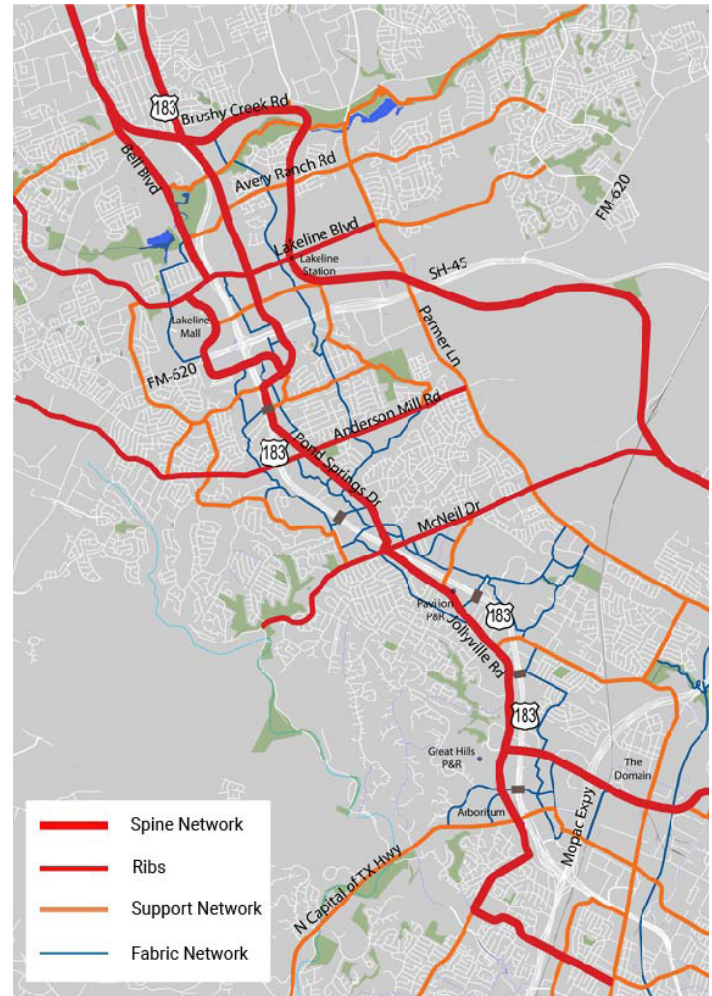 183
Brushy Creek Rd
Bell Blvd
Avery Ranch Rd
FM-620
Lakeline Blvd
Lakeline
Station
SH-45
Parmer Ln
Lakeline
Mall
FM-620
Anderson Mill Rd
183
Pond Springs Dr
McNeil Dr
Pavilion
P&R
183
Jollyville Rd
183
Great Hills
P&R
The
Domain
Arboritum
Mopac Expy
N Capital of TX Hwy
Spine Network
Ribs
Support Network
Fabric Network